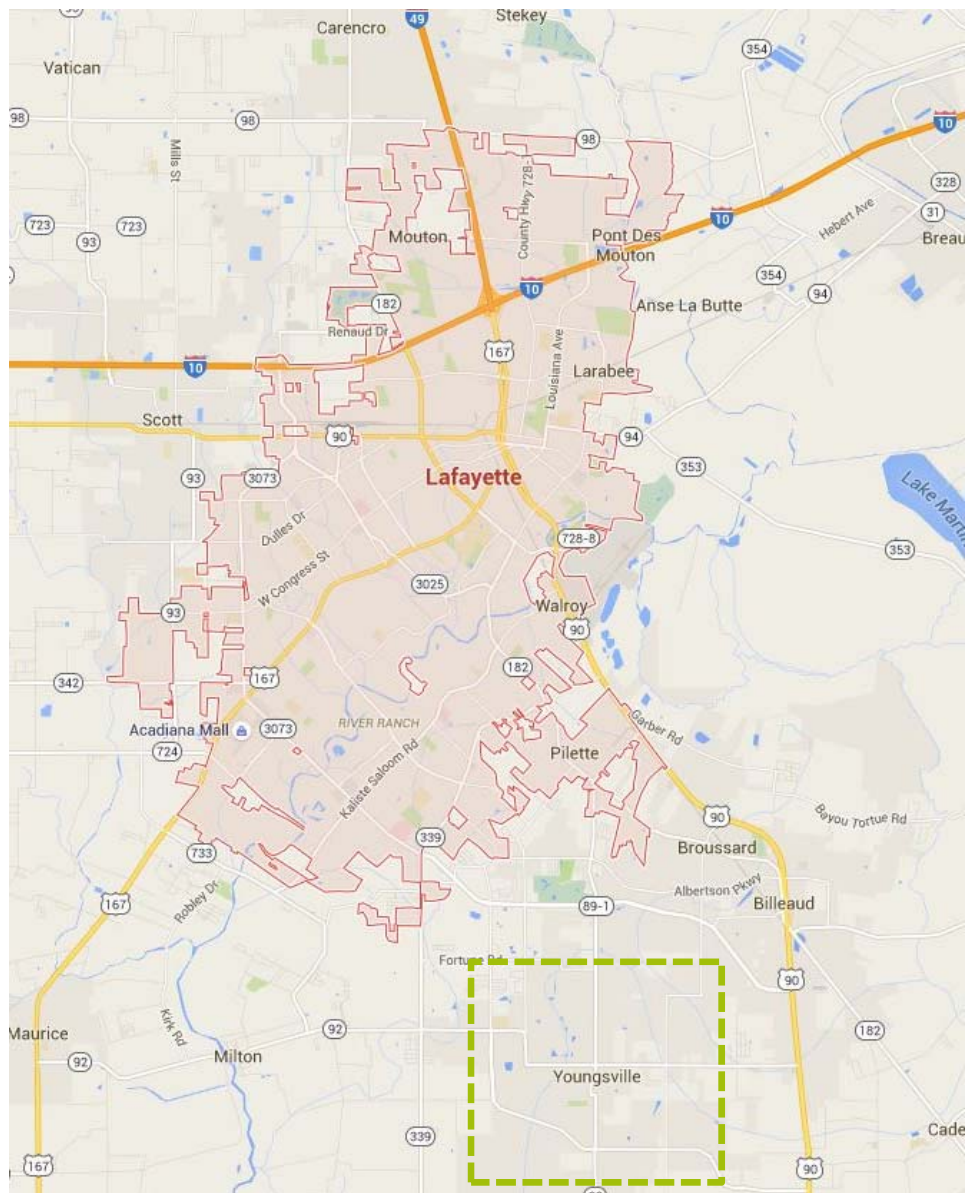 Stekey
49
Carencro
354
Vatican
98
98
98
10
Mills St
County Hwy 728-1
328
723
93
723
Mouton
Pont Des
Mouton
10
Hebert Ave
31
Breau
354
94
10
182
Anse La Butte
Renaud Dr
167
Louisiana Ave
10
Larabee
Scott
90
94
93
3073
Lafayette
353
Lake Martin
Dulles Dr
728-8
353
W Congress St
3025
93
Walroy
90
342
167
182
RIVER RANCH
Acadiana Mall
3073
Garber Rd
724
Pilette
Kaliste Saloom Rd
90
Bayou Tortue Rd
339
733
Broussard
Albertson Pkwy
167
Robley Dr
89-1
Billeaud
Fortune Rd
90
Kirk Rd
Maurice
92
182
92
Milton
Youngsville
339
Cade
167
90